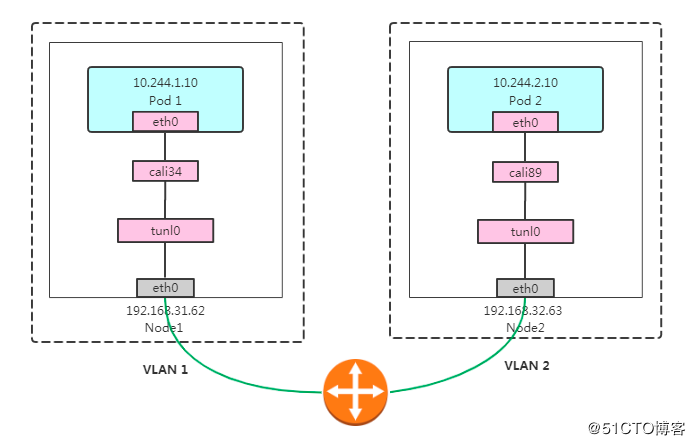 10.244.1.10
Pod 1
eth0
cali34
tunl0
eth0
192.168.31.62
Node1
VLAN 1
10.244.2.10
Pod 2
eth0
cali89
tunl0
eth0
192.168.32.63
Node2
VLAN 2
@51CTO博客